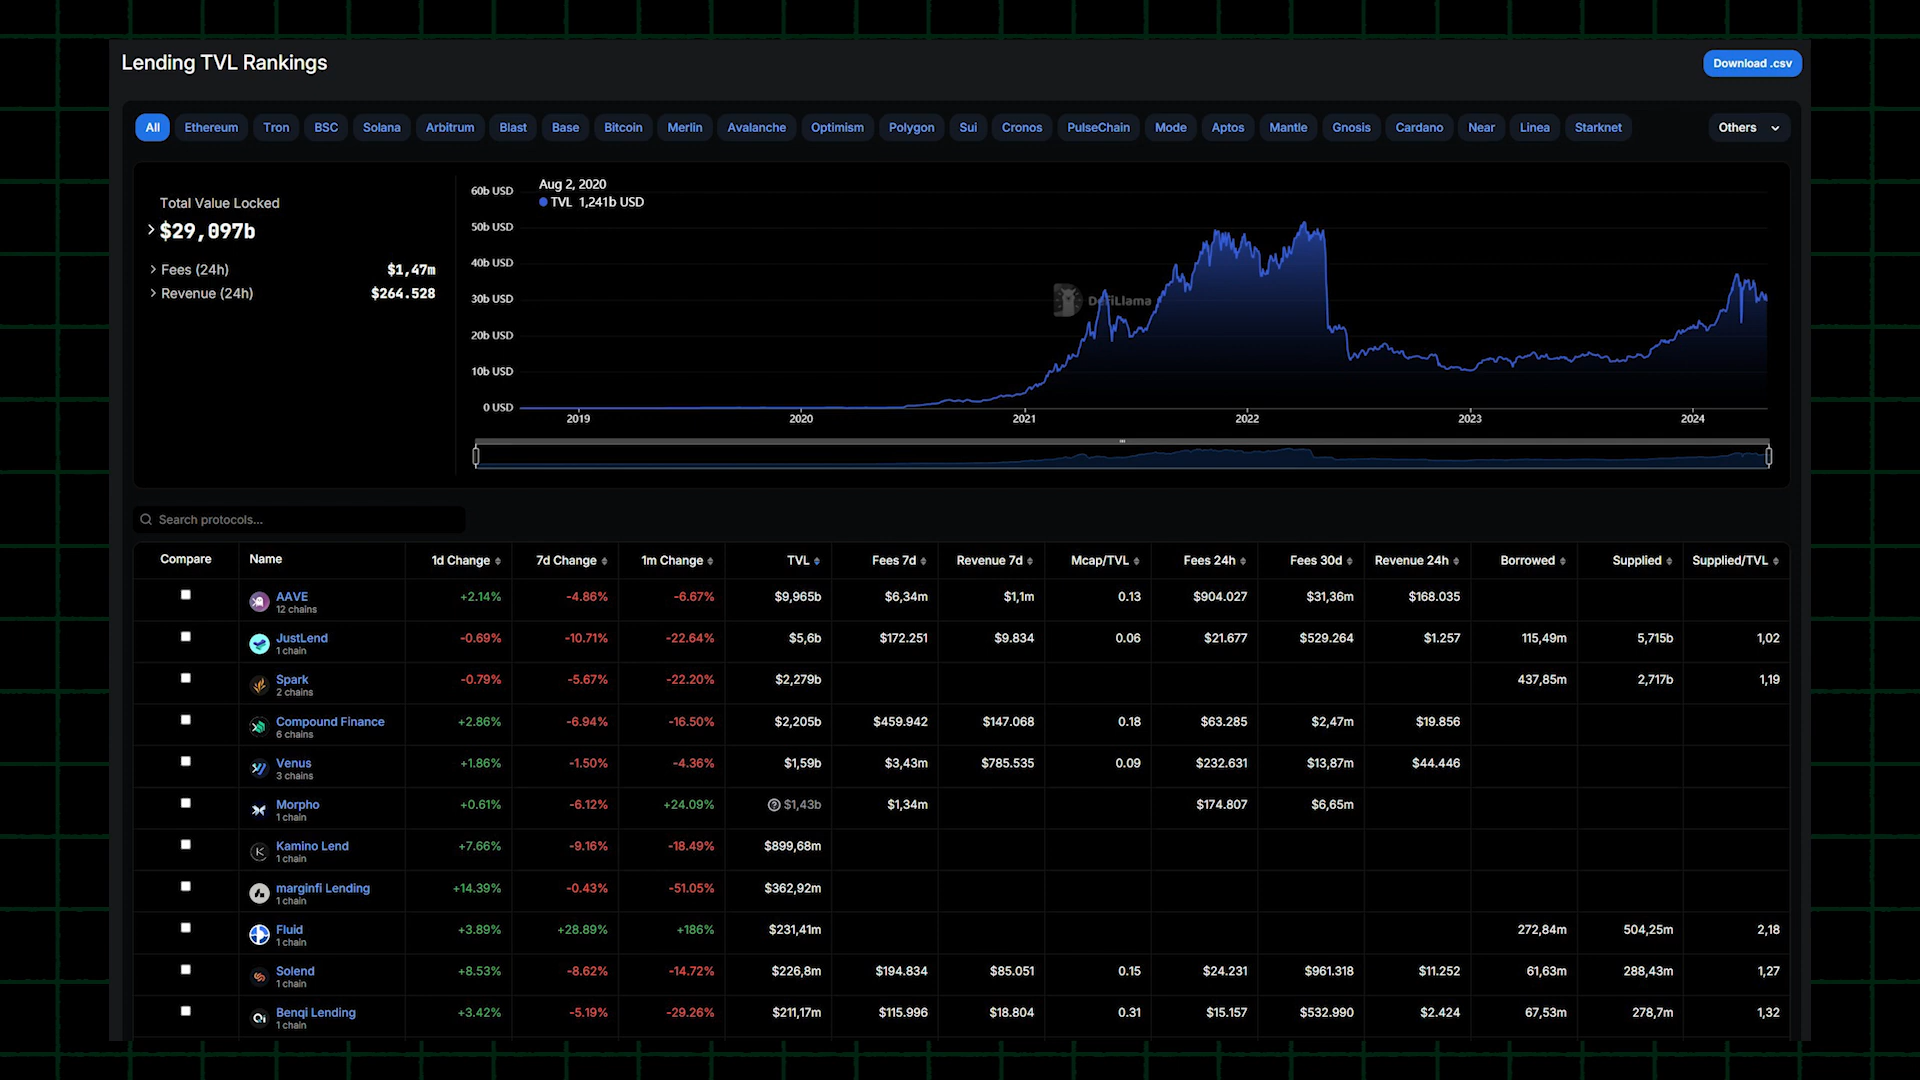 Lending TVL Rankings
Download .csv
All Ethereum Tron BSC Solana Arbitrum Blast Base Bitcoin Merlin Avalanche Optimism Polygon Sui Cronos PulseChain Mode Aptos Mantle Gnosis Cardano Near Linea Starknet Others
Total Value Locked
$29,097b
Fees (24h) $1,47m
Revenue (24h) $264.528
Aug 2, 2020
TVL 1,241b USD
60b USD
50b USD
40b USD
30b USD
20b USD
10b USD
0 USD
DefiLlama
2019 2020 2021 2022 2023 2024
Search protocols...
Compare Name 1d Change 7d Change 1m Change TVL Fees 7d Revenue 7d Mcap/TVL Fees 24h Fees 30d Revenue 24h Borrowed Supplied Supplied/TVL
AAVE +2.14% -4.86% -6.67% $9,965b $6,34m $1,1m 0.13 $904.027 $31,36m $168.035
12 chains
JustLend -0.69% -10.71% -22.64% $5,6b $172.251 $9.834 0.06 $21.677 $529.264 $1.257 115,49m 5,715b 1,02
1 chain
Spark -0.79% -5.67% -22.20% $2,279b 437,85m 2,717b 1,19
2 chains
Compound Finance +2.86% -6.94% -16.50% $2,205b $459.942 $147.068 0.18 $63.285 $2,47m $19.856
6 chains
Venus +1.86% -1.50% -4.36% $1,59b $3,43m $785.535 0.09 $232.631 $13,87m $44.446
3 chains
Morpho +0.61% -6.12% +24.09% $1,43b $1,34m $174.807 $6,65m
1 chain
Kamino Lend +7.66% -9.16% -18.49% $899,68m
1 chain
marginfi Lending +14.39% -0.43% -51.05% $362,92m
1 chain
Fluid +3.89% +28.89% +186% $231,41m 272,84m 504,25m 2,18
1 chain
Solend +8.53% -8.62% -14.72% $226,8m $194.834 $85.051 0.15 $24.231 $961.318 $11.252 61,63m 288,43m 1,27
1 chain
Benqi Lending +3.42% -5.19% -29.26% $211,17m $115.996 $18.804 0.31 $15.157 $532.990 $2.424 67,53m 278,7m 1,32
1 chain